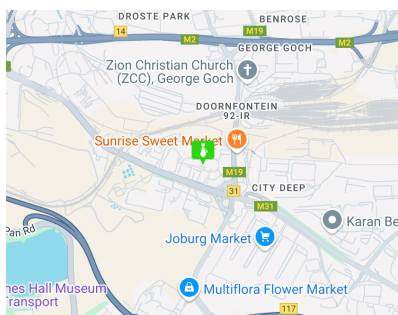 DROSTE PARK
BENROSE
14
M19
M2
M2
GEORGE GOCH
Zion Christian Church
(ZCC), George Goch
DOORNFONTEIN
92-IR
Sunrise Sweet Market
M19
31
CITY DEEP
M31
Karan Be
Pan Rd
Joburg Market
nes Hall Museum
Transport
Multiflora Flower Market
117